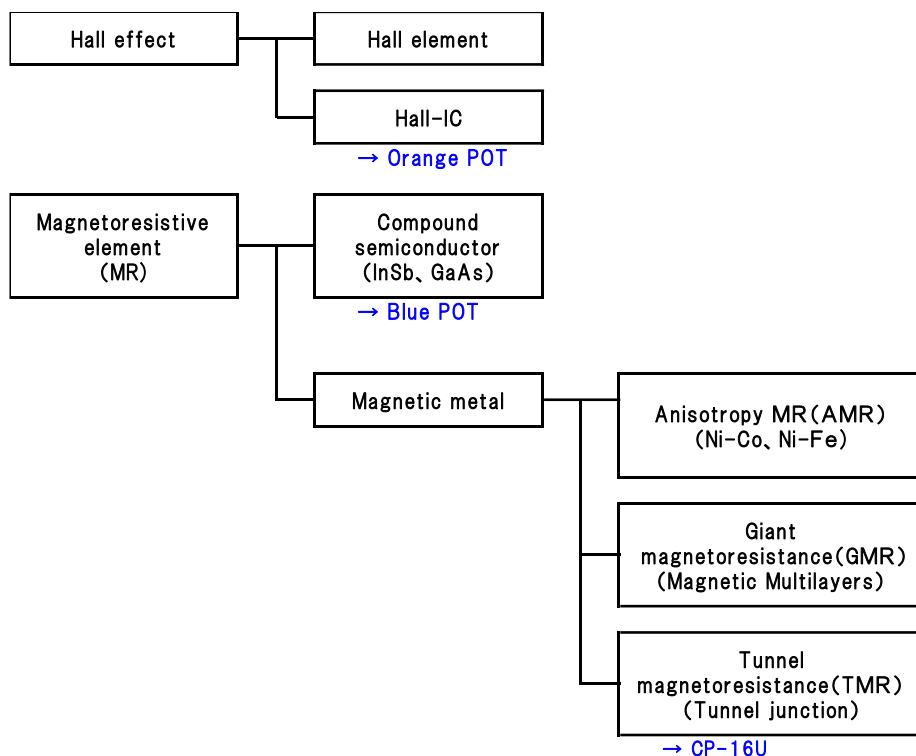 Hall effect
Hall element
Hall-IC
→ Orange POT
Magnetoresistive
element
(MR)
Compound
semiconductor
(InSb、GaAs)
→ Blue POT
Magnetic metal
Anisotropy MR(AMR)
(Ni-Co、Ni-Fe)
Giant
magnetoresistance(GMR)
(Magnetic Multilayers)
Tunnel
magnetoresistance(TMR)
(Tunnel junction)
→ CP-16U